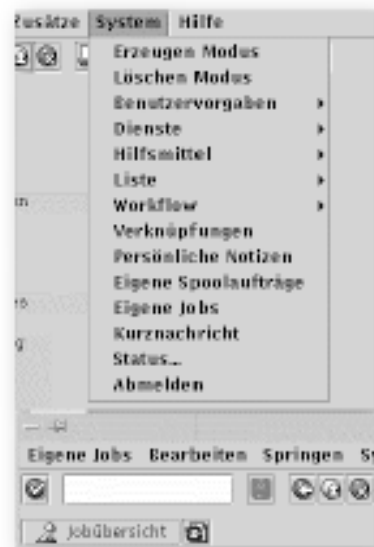 Zusätze System Hilfe
Erzeugen Modus
Löschen Modus
Benutzervorgaben
Dienste
Hilfsmittel
Liste
Workflow
Verknüpfungen
Persönliche Notizen
Eigene Spoolaufträge
Eigene Jobs
Kurznachricht
Status...
Abmelden
Eigene Jobs Bearbeiten Springen Sy
Jobübersicht